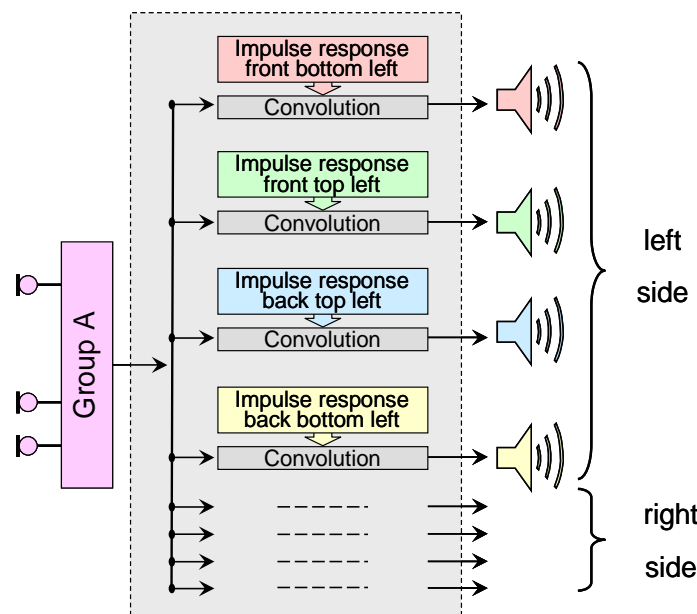 Impulse response
front bottom left
Convolution
Impulse response
front top left
Convolution
left
side
Impulse response
back top left
Convolution
Group A
Impulse response
back bottom left
Convolution
right
side